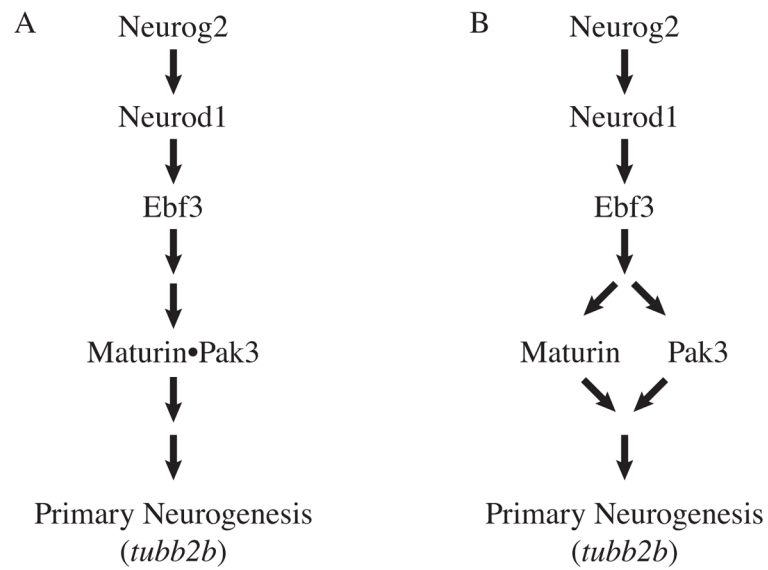 A
Neurog2
Neurod1
Ebf3
Maturin•Pak3
Primary Neurogenesis
(tubb2b)
B
Neurog2
Neurod1
Ebf3
Maturin Pak3
Primary Neurogenesis
(tubb2b)